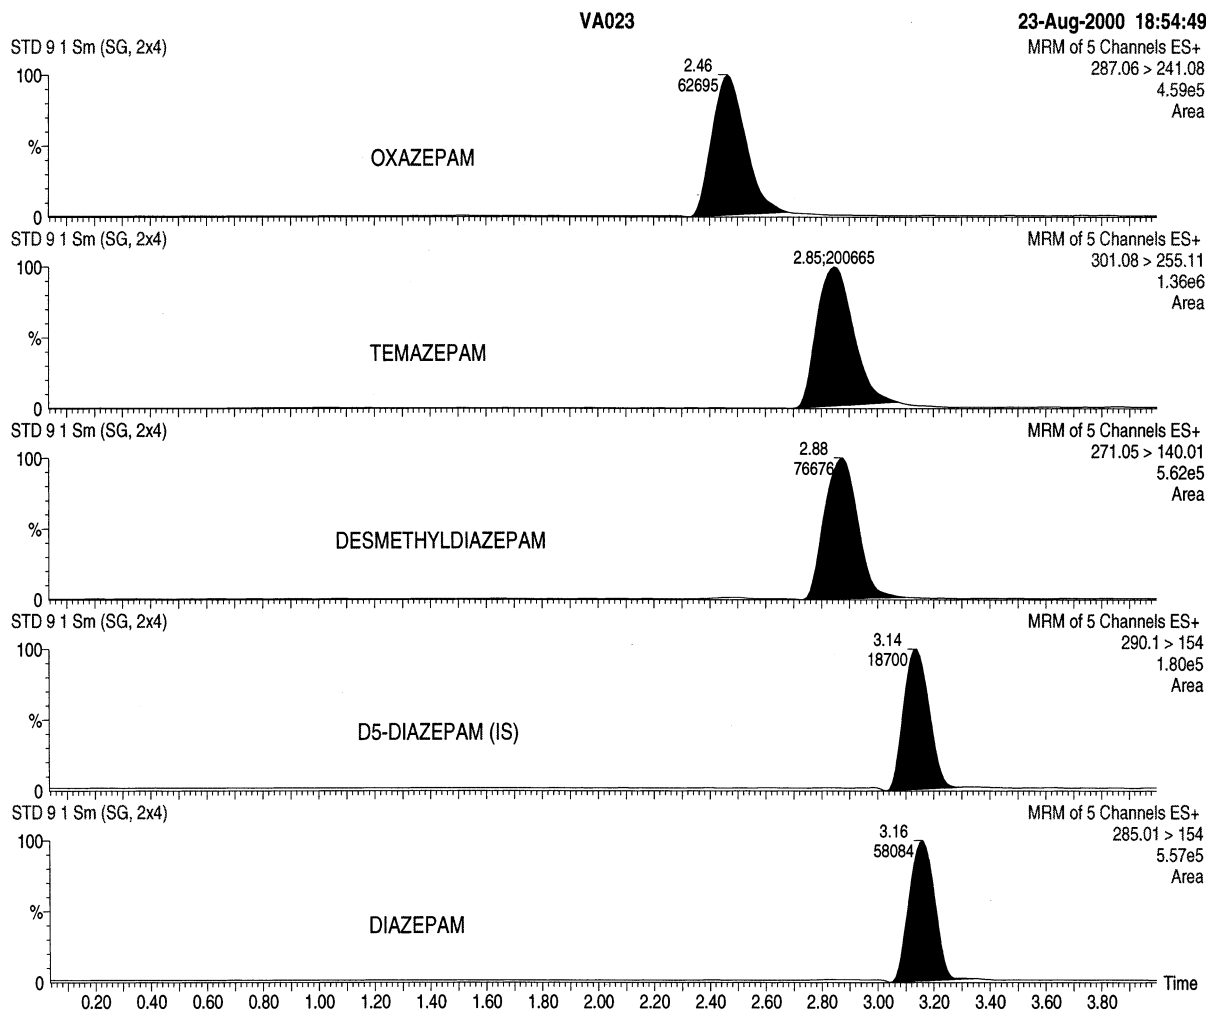 VA023 23-Aug-2000 18:54:49
STD 9 1 Sm (SG, 2x4) MRM of 5 Channels ES+
287.06 > 241.08
4.59e5
Area
100
%
0
2.46
62695
OXAZEPAM
STD 9 1 Sm (SG, 2x4) MRM of 5 Channels ES+
301.08 > 255.11
1.36e6
Area
100
%
0
2.85;200665
TEMAZEPAM
STD 9 1 Sm (SG, 2x4) MRM of 5 Channels ES+
271.05 > 140.01
5.62e5
Area
100
%
0
2.88
76676
DESMETHYLDIAZEPAM
STD 9 1 Sm (SG, 2x4) MRM of 5 Channels ES+
290.1 > 154
1.80e5
Area
100
%
0
3.14
18700
D5-DIAZEPAM (IS)
STD 9 1 Sm (SG, 2x4) MRM of 5 Channels ES+
285.01 > 154
5.57e5
Area
100
%
0
3.16
58084
DIAZEPAM
Time
0.20 0.40 0.60 0.80 1.00 1.20 1.40 1.60 1.80 2.00 2.20 2.40 2.60 2.80 3.00 3.20 3.40 3.60 3.80